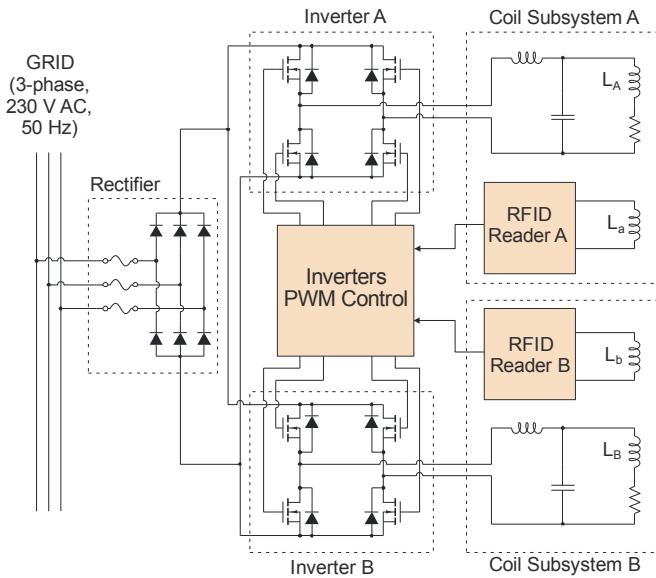 Inverter A
Coil Subsystem A
GRID
(3-phase,
230 V AC,
50 Hz)
L_A
Rectifier
RFID
Reader A
L_a
Inverters
PWM Control
RFID
Reader B
L_b
L_B
Inverter B
Coil Subsystem B